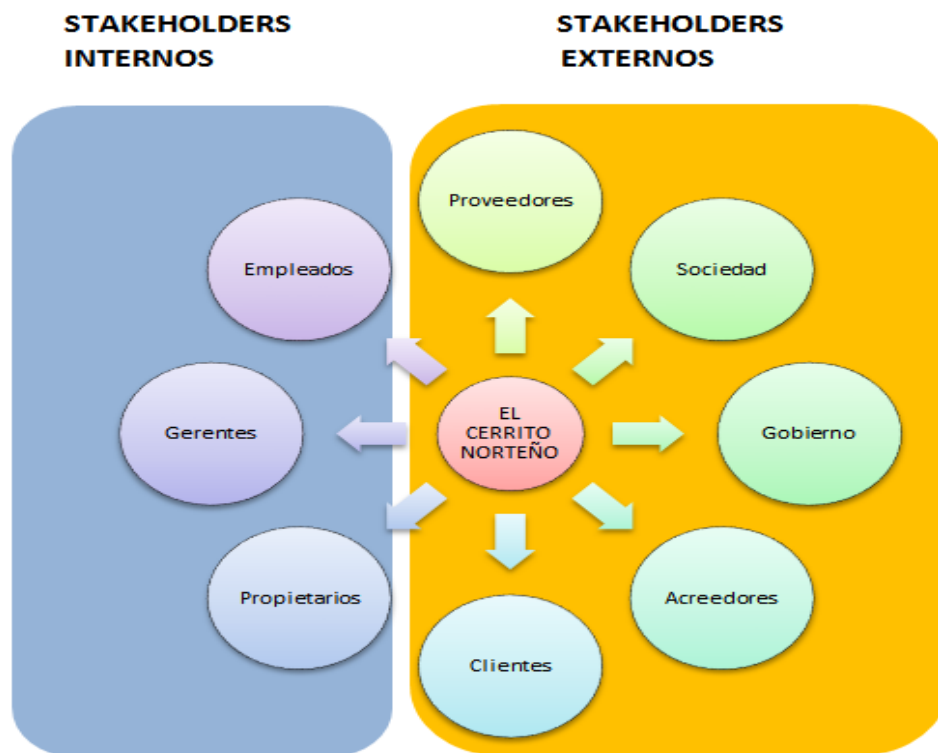 STAKEHOLDERS
INTERNOS
STAKEHOLDERS
EXTERNOS
Proveedores
Empleados
Sociedad
Gerentes
EL
CERRITO
NORTEÑO
Gobierno
Propietarios
Acreedores
Clientes